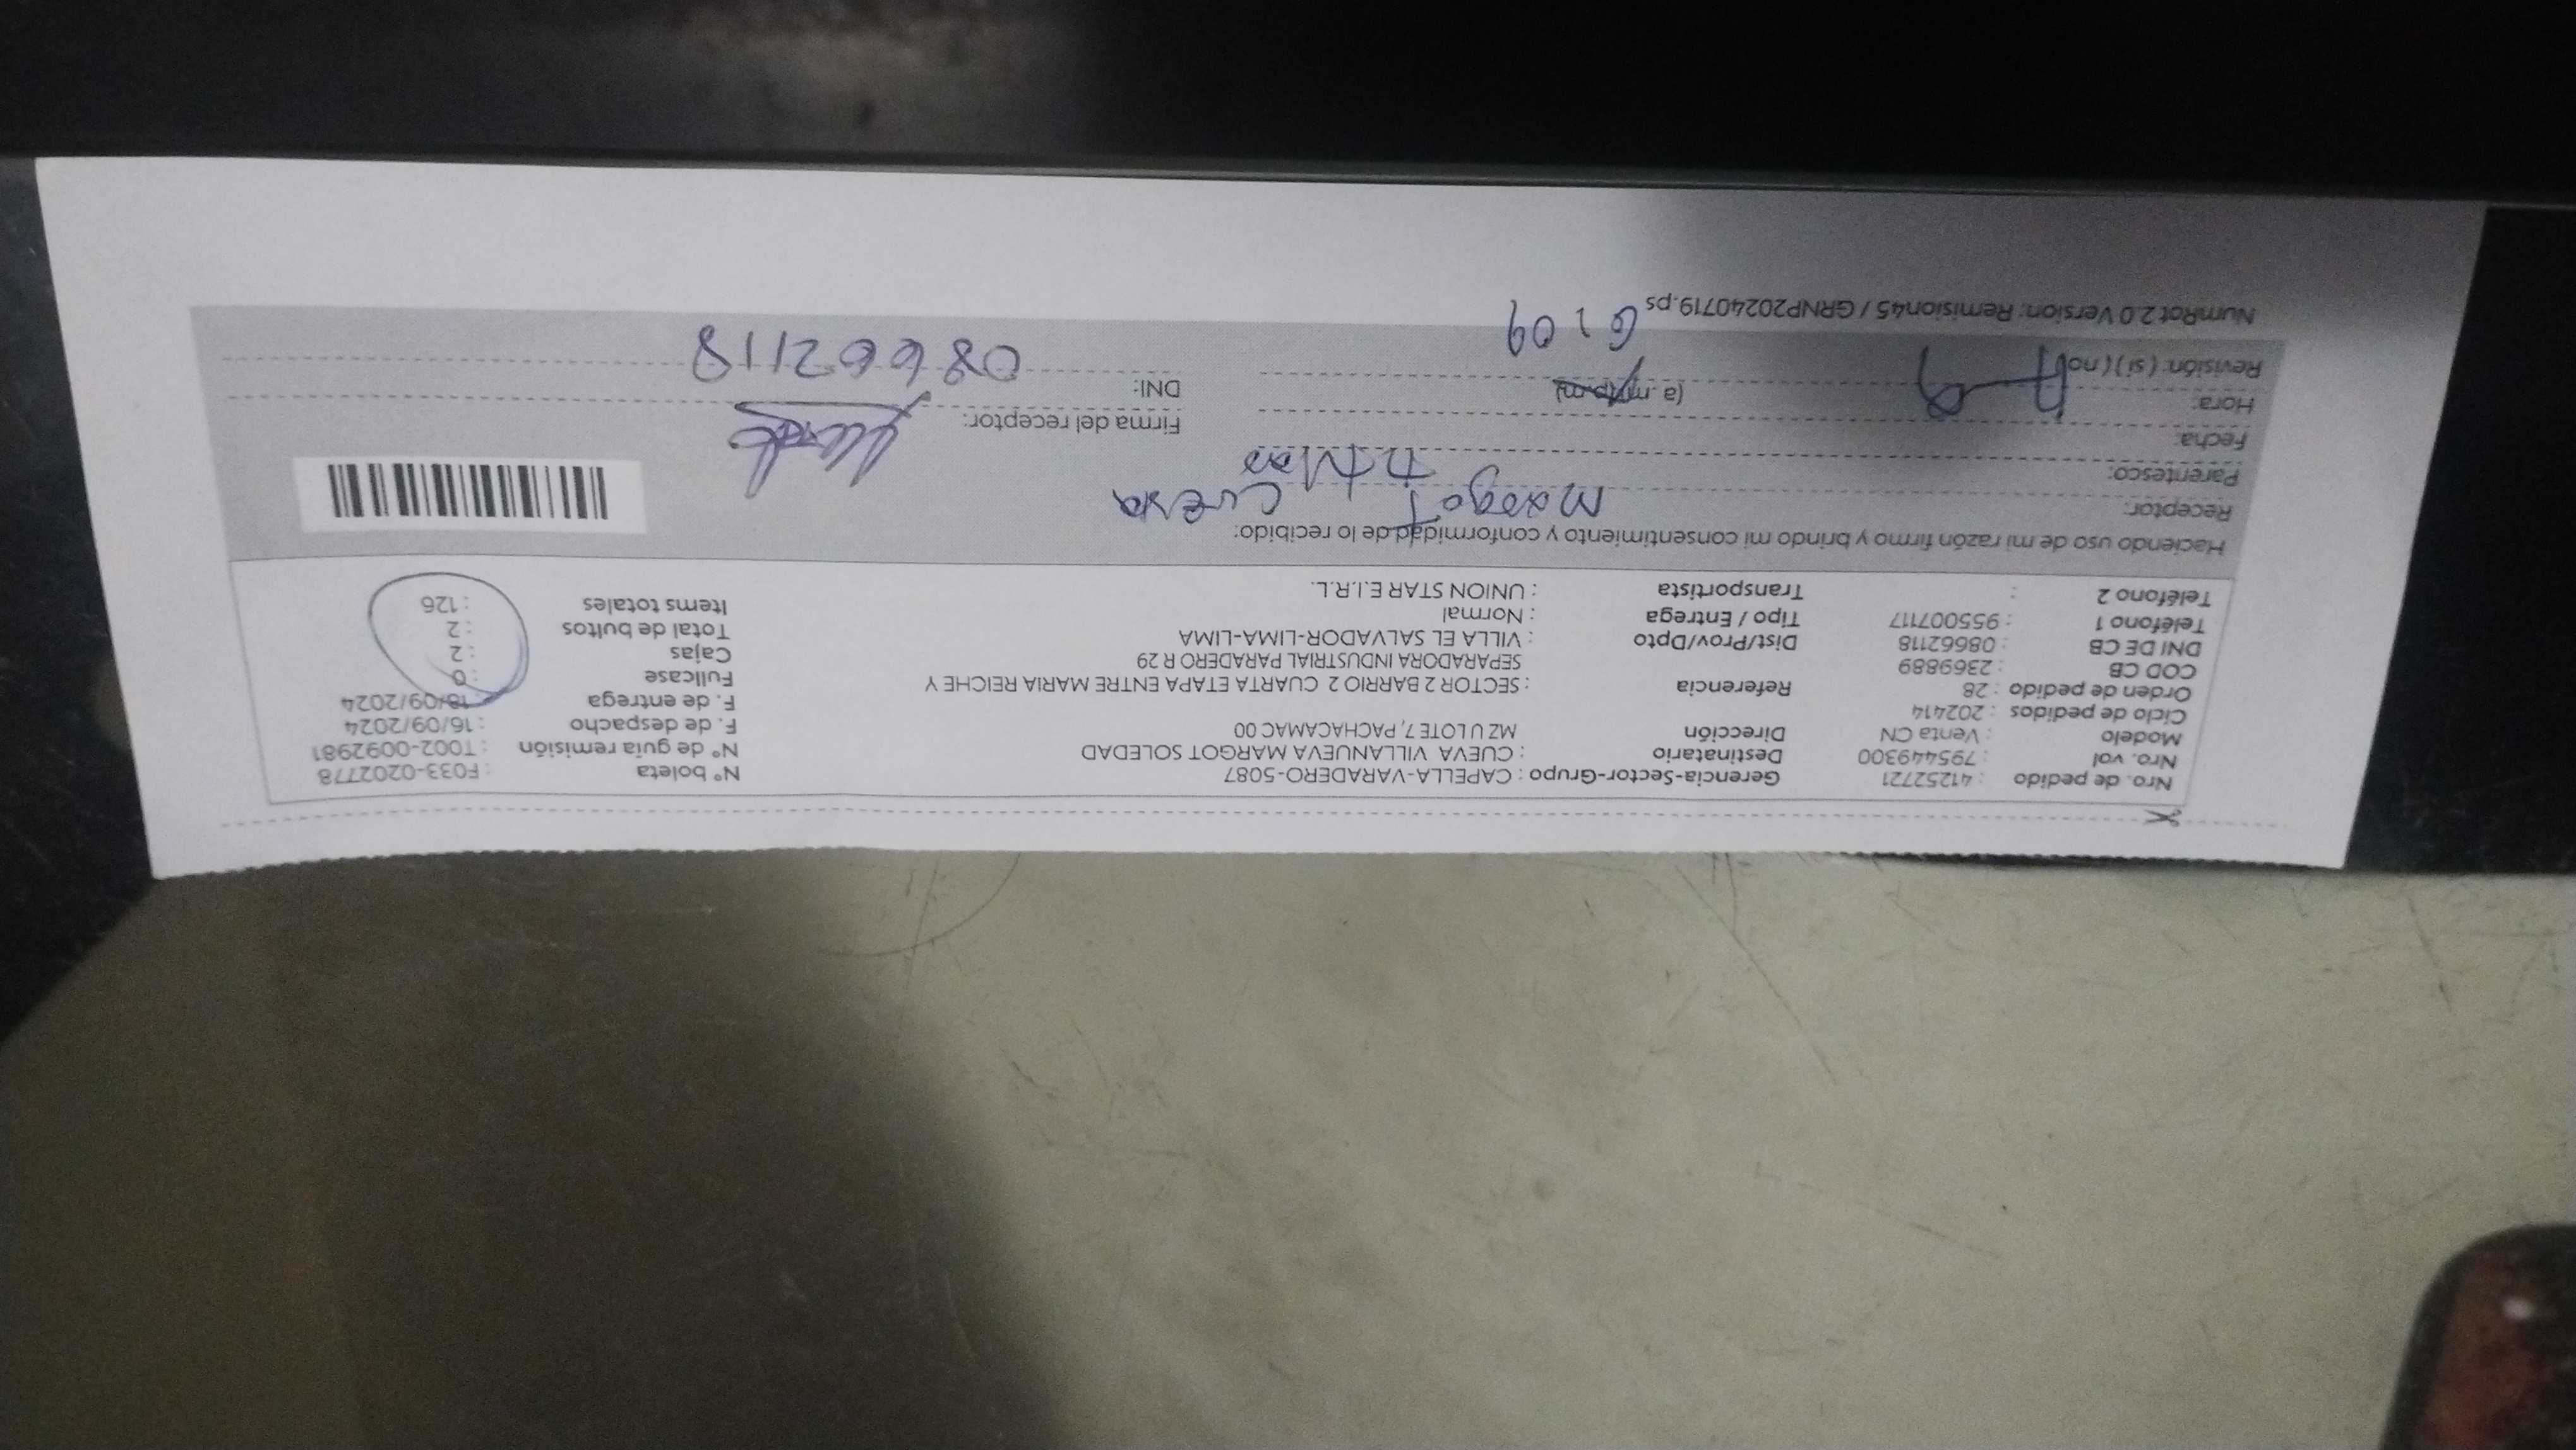 Nro. de pedido : 41252721 Gerencia-Sector-Grupo : CAPELLA-VARADERO-5087 N° boleta : F033-0202778
Nro. vol : 795449300 Destinatario : CUEVA VILLANUEVA MARGOT SOLEDAD N° de guía remisión : T002-0092981
Modelo : Venta CN Dirección MZ U LOTE 7, PACHACAMAC 00 F. de despacho : 16/09/2024
Ciclo de pedidos : 202414 F. de entrega 18/09/2024
Orden de pedido : 28 Referencia : SECTOR 2 BARRIO 2 CUARTA ETAPA ENTRE MARIA REICHE Y Fullcase : 0
COD CB : 2369889 SEPARADORA INDUSTRIAL PARADERO R 29 Cajas : 2
DNI DE CB : 08662118 Dist/Prov/Dpto : VILLA EL SALVADOR-LIMA-LIMA Total de bultos : 2
Teléfono 1 : 955007117 Tipo / Entrega : Normal Items totales : 126
Teléfono 2 : Transportista : UNION STAR E.I.R.L.
Haciendo uso de mi razón firmo y brindo mi consentimiento y conformidad de lo recibido:
Receptor: Margot Cueva
Parentesco: titular
Fecha: Firma del receptor:
Hora: (a.m/p.m) DNI: 08662118
Revisión: ( si ) ( no )
6:09
NumRot 2.0 Version: Remision45 / GRNP20240719.ps